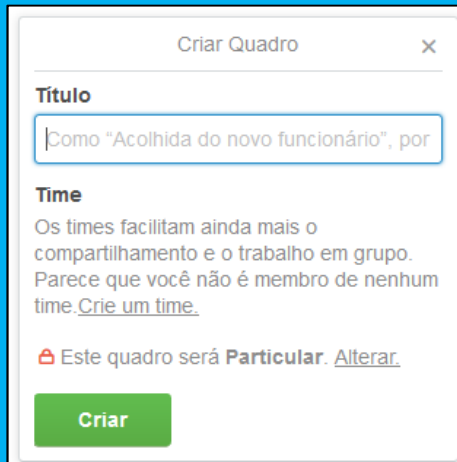 Criar Quadro ×
Título
Como “Acolhida do novo funcionário”, por
Time
Os times facilitam ainda mais o
compartilhamento e o trabalho em grupo.
Parece que você não é membro de nenhum
time.Crie um time.
Este quadro será Particular. Alterar.
Criar